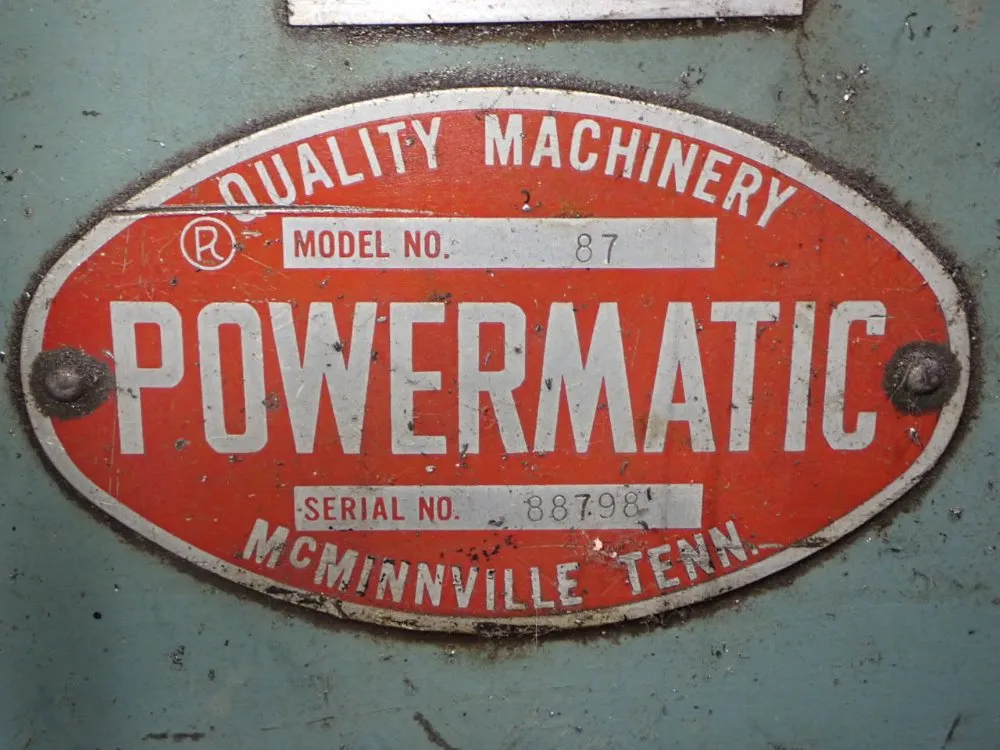 QUALITY MACHINERY
® MODEL NO. 87
POWERMATIC
SERIAL NO. 88798
McMINNVILLE TENN.